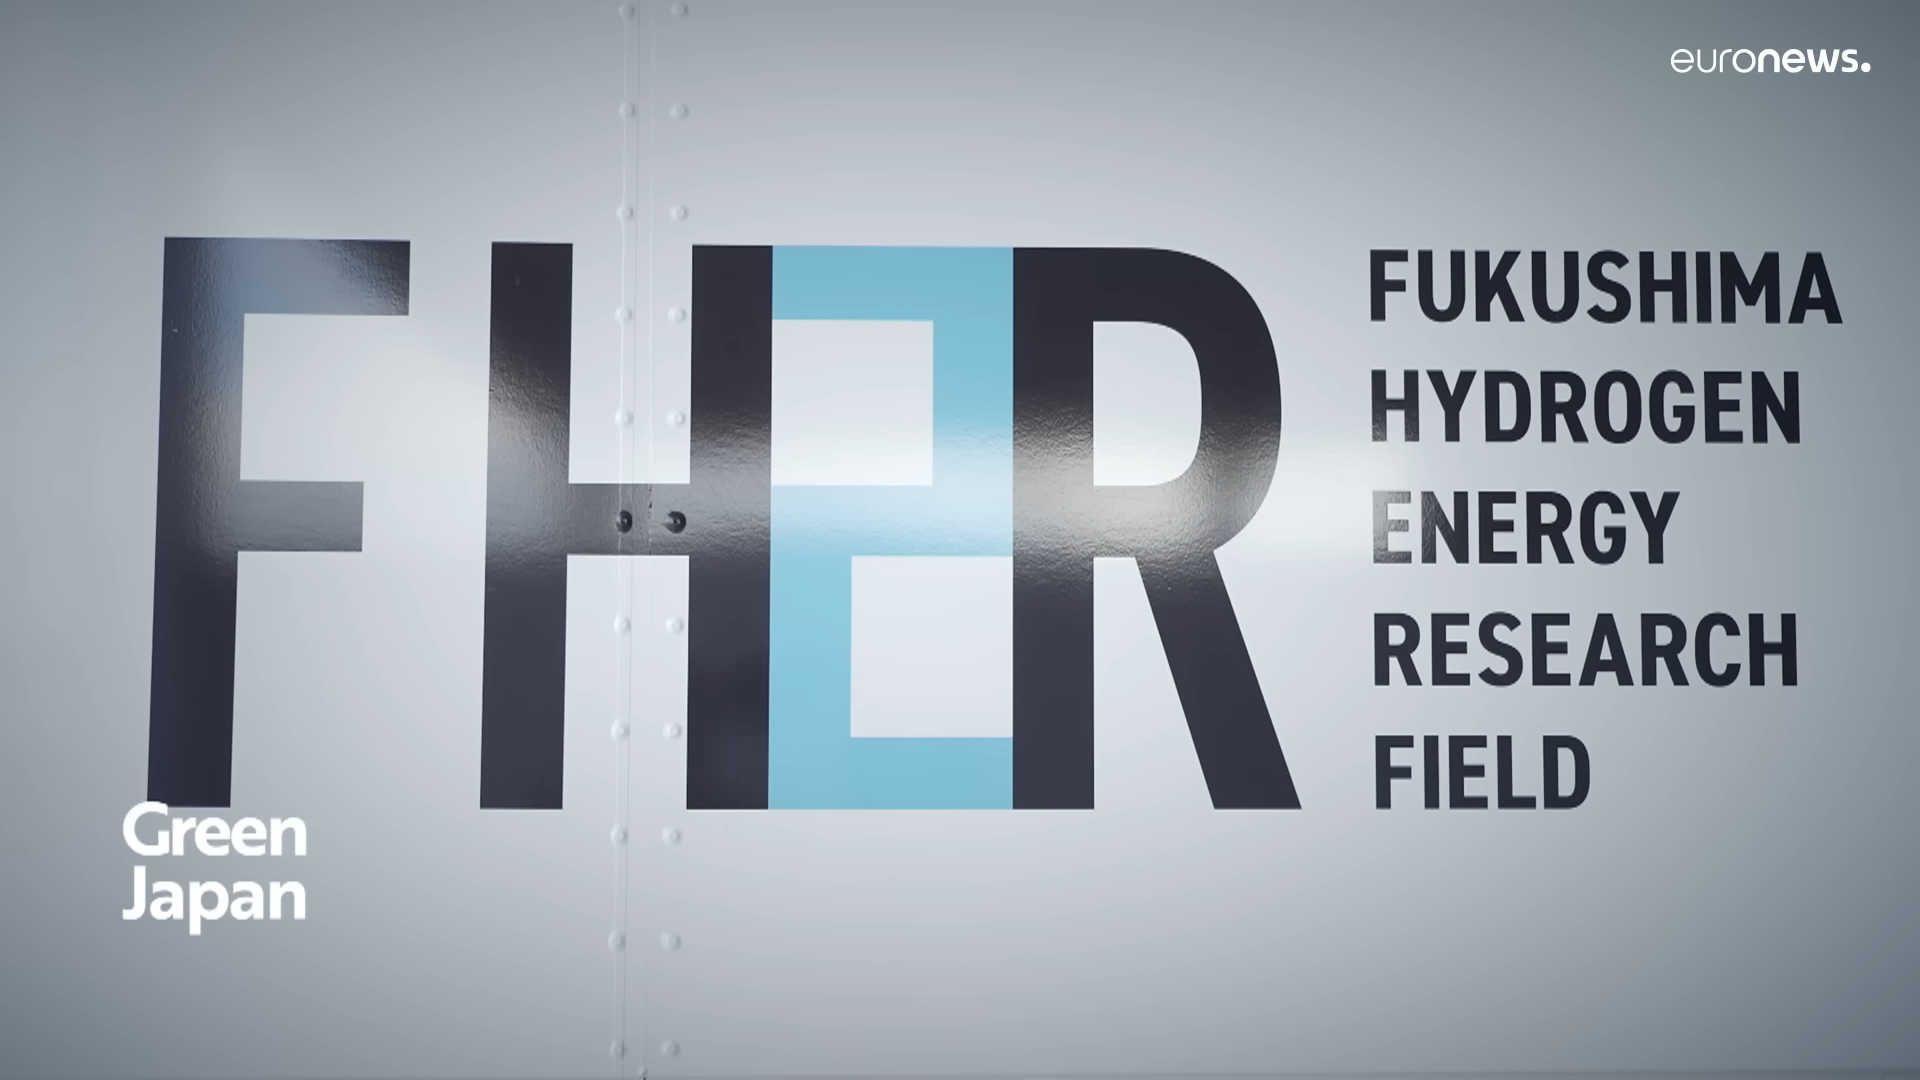 euronews.
FH2R
FUKUSHIMA
HYDROGEN
ENERGY
RESEARCH
FIELD
Green
Japan